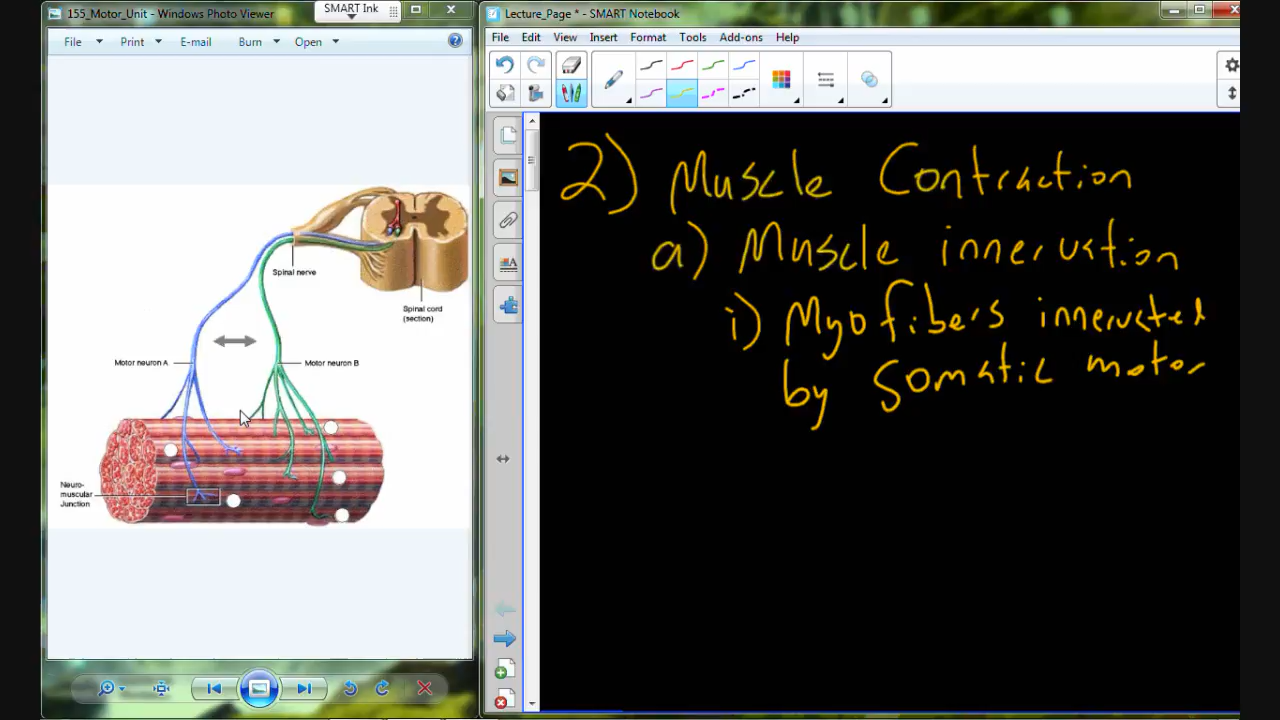 155_Motor_Unit - Windows Photo Viewer
SMART Ink
File Print E-mail Burn Open
Spinal nerve
Spinal cord
(section)
Motor neuron A
Motor neuron B
Neuro-
muscular
Junction
Lecture_Page * - SMART Notebook
File Edit View Insert Format Tools Add-ons Help
2) Muscle Contraction
a) Muscle innervation
i) Myofibers innervated
by somatic motor